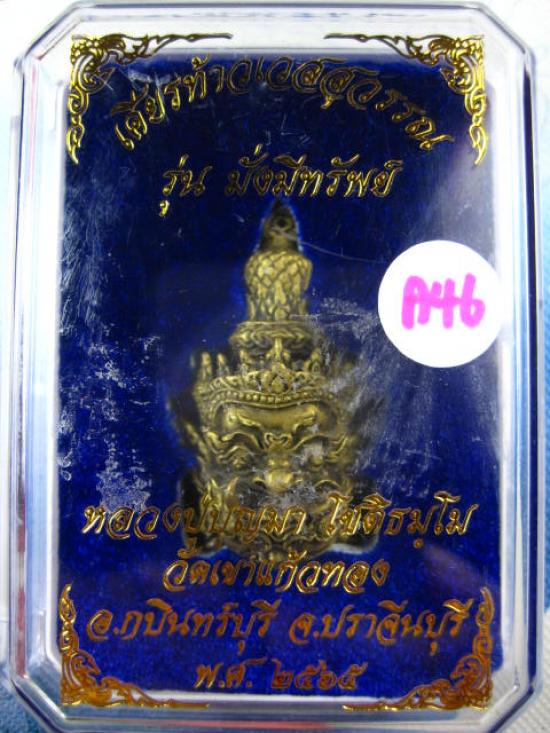 เศียรท้าวเวสสุวรรณ
รุ่น มั่งมีทรัพย์
A46
หลวงปู่บุญมา โชติธมฺโม
วัดเขาแก้วทอง
อ.กบินทร์บุรี จ.ปราจีนบุรี
พ.ศ. ๒๕๖๕